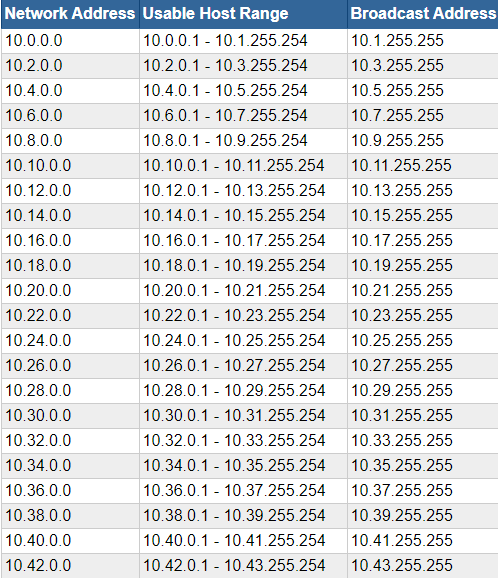 Network Address Usable Host Range Broadcast Address
10.0.0.0 10.0.0.1 - 10.1.255.254 10.1.255.255
10.2.0.0 10.2.0.1 - 10.3.255.254 10.3.255.255
10.4.0.0 10.4.0.1 - 10.5.255.254 10.5.255.255
10.6.0.0 10.6.0.1 - 10.7.255.254 10.7.255.255
10.8.0.0 10.8.0.1 - 10.9.255.254 10.9.255.255
10.10.0.0 10.10.0.1 - 10.11.255.254 10.11.255.255
10.12.0.0 10.12.0.1 - 10.13.255.254 10.13.255.255
10.14.0.0 10.14.0.1 - 10.15.255.254 10.15.255.255
10.16.0.0 10.16.0.1 - 10.17.255.254 10.17.255.255
10.18.0.0 10.18.0.1 - 10.19.255.254 10.19.255.255
10.20.0.0 10.20.0.1 - 10.21.255.254 10.21.255.255
10.22.0.0 10.22.0.1 - 10.23.255.254 10.23.255.255
10.24.0.0 10.24.0.1 - 10.25.255.254 10.25.255.255
10.26.0.0 10.26.0.1 - 10.27.255.254 10.27.255.255
10.28.0.0 10.28.0.1 - 10.29.255.254 10.29.255.255
10.30.0.0 10.30.0.1 - 10.31.255.254 10.31.255.255
10.32.0.0 10.32.0.1 - 10.33.255.254 10.33.255.255
10.34.0.0 10.34.0.1 - 10.35.255.254 10.35.255.255
10.36.0.0 10.36.0.1 - 10.37.255.254 10.37.255.255
10.38.0.0 10.38.0.1 - 10.39.255.254 10.39.255.255
10.40.0.0 10.40.0.1 - 10.41.255.254 10.41.255.255
10.42.0.0 10.42.0.1 - 10.43.255.254 10.43.255.255